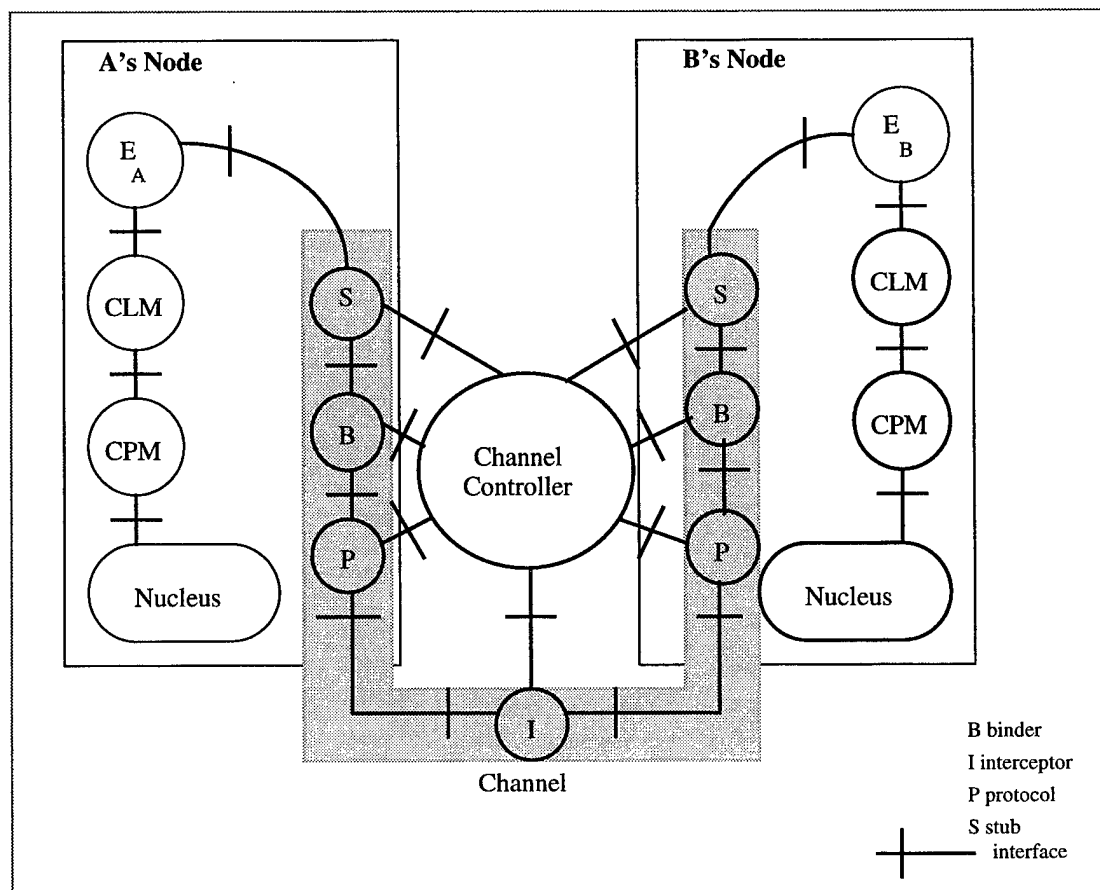 A's Node
B's Node
E
A
E
B
CLM
CLM
S
S
B
B
CPM
CPM
Channel
Controller
P
P
Nucleus
Nucleus
I
Channel
B binder
I interceptor
P protocol
S stub
interface